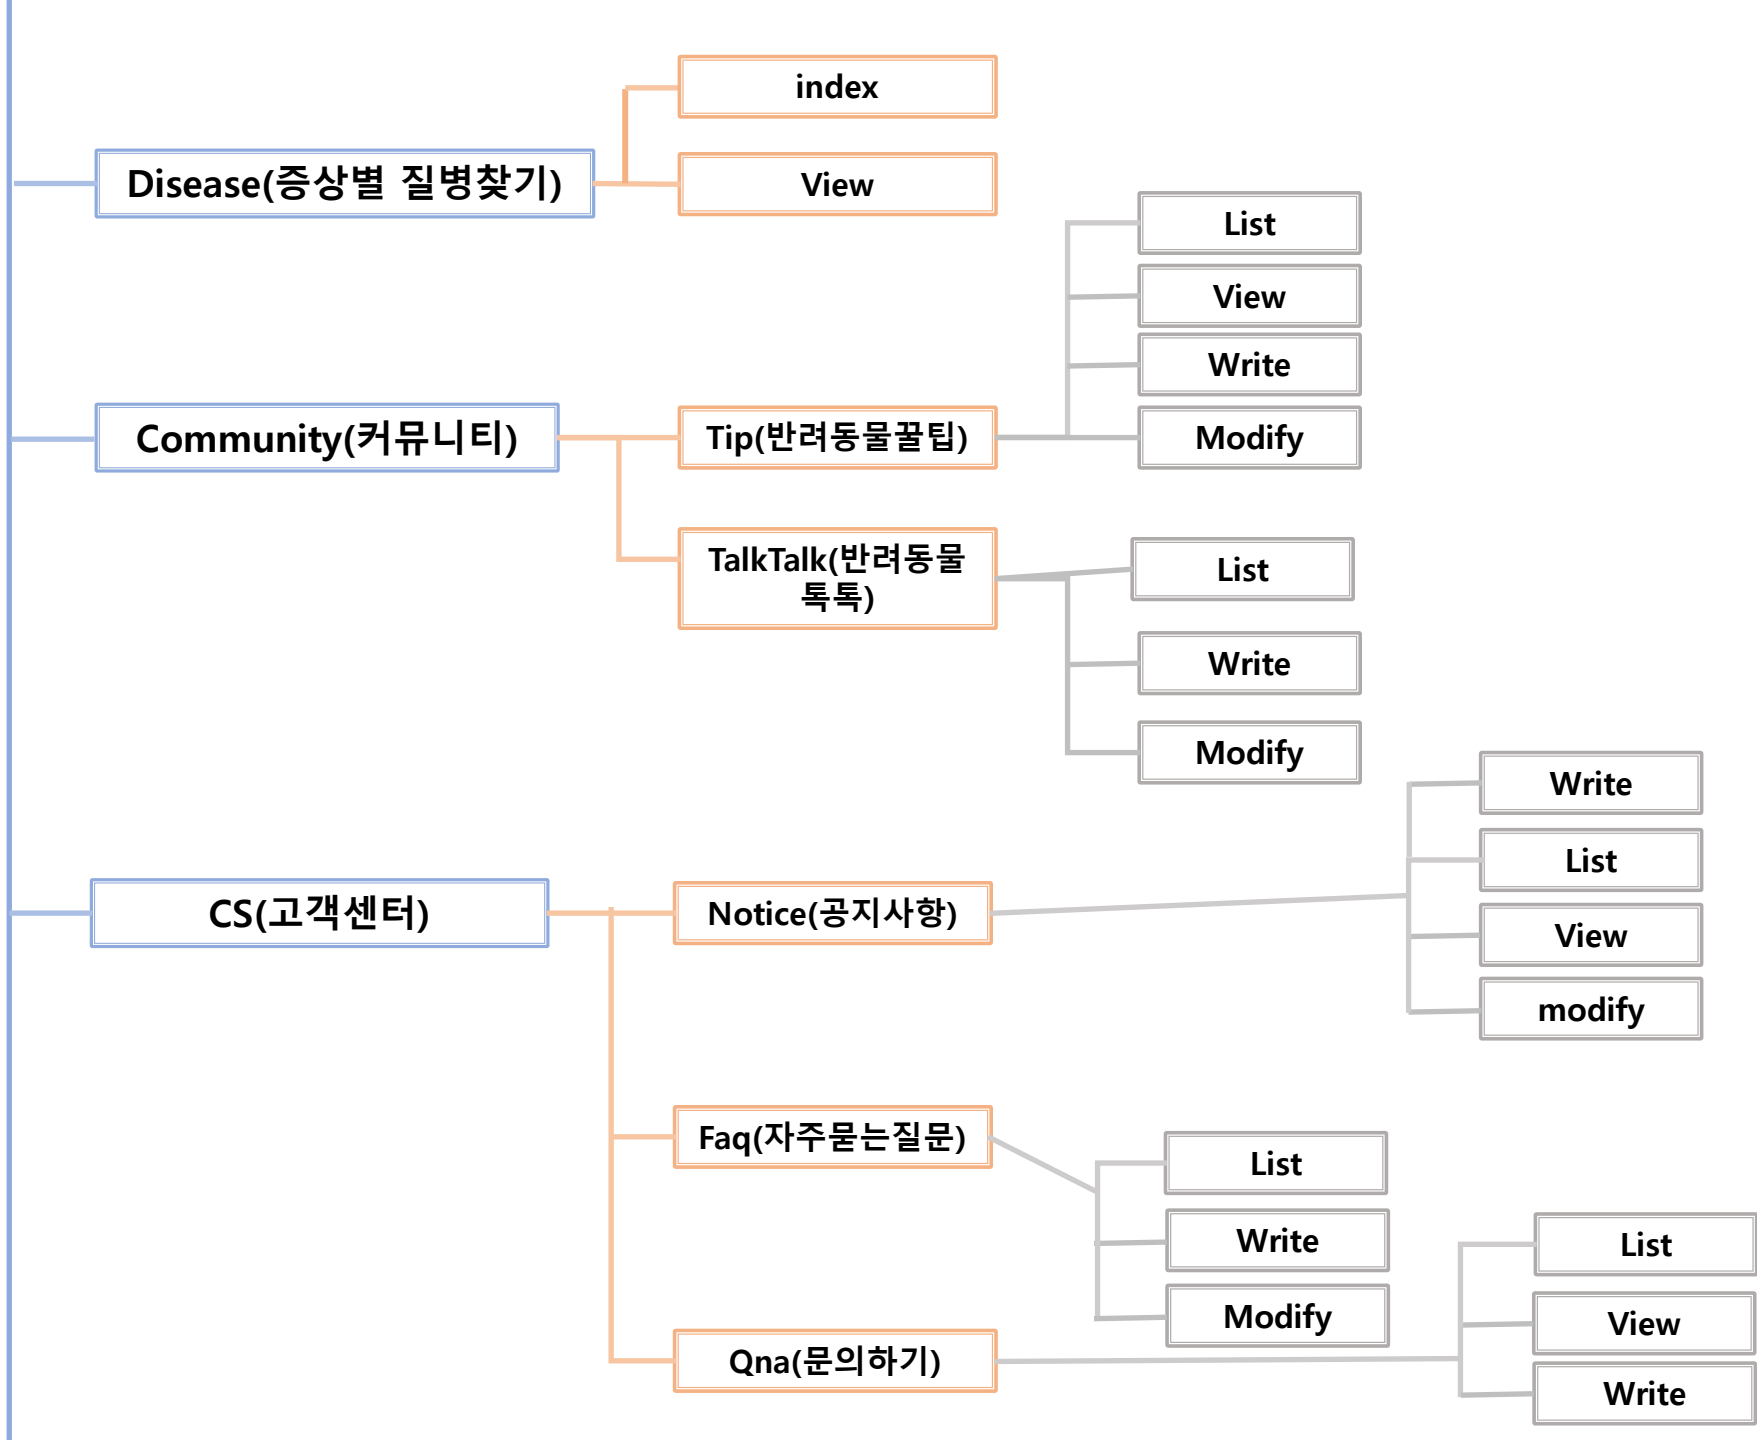 index
Disease(증상별 질병찾기)
View
List
View
Write
Community(커뮤니티)
Tip(반려동물꿀팁)
Modify
TalkTalk(반려동물
톡톡)
List
Write
Modify
Write
List
CS(고객센터)
Notice(공지사항)
View
modify
Faq(자주묻는질문)
List
Write
Modify
Qna(문의하기)
List
View
Write